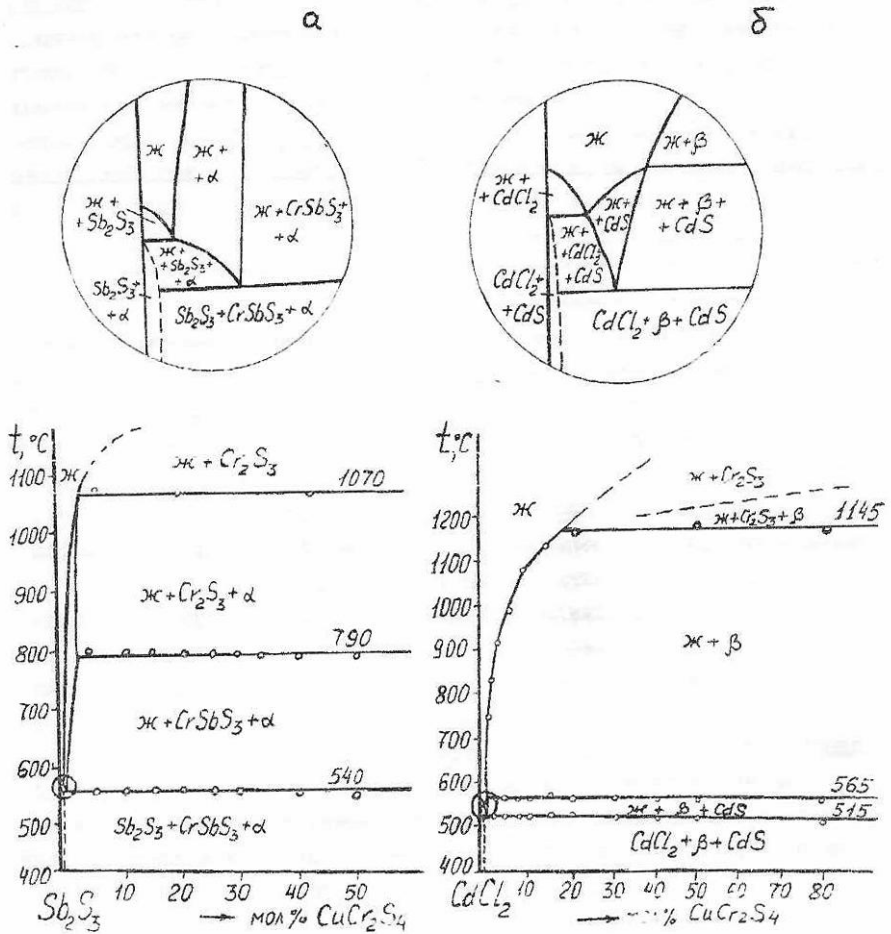 а
б
ж
ж+
+α
ж+
+Sb₂S₃
ж+CrSbS₃+
α
ж+
+Sb₂S₃+
α
Sb₂S₃+
α
Sb₂S₃+CrSbS₃+α
ж
ж+β
ж+
+CdCl₂
ж+
+CdS
ж+β+
CdS
ж+
+CdCl₂+
+CdS
CdCl₂+
+CdS
CdCl₂+β+CdS
t,°C
1100
1000
900
800
700
600
500
400
ж
ж+Cr₂S₃
1070
ж+Cr₂S₃+α
790
ж+CrSbS₃+α
540
Sb₂S₃+CrSbS₃+α
10 20 30 40 50
Sb₂S₃ → мол% CuCr₂S₄
t,°C
1200
1100
1000
900
800
700
600
500
400
ж
ж+Cr₂S₃
ж+Cr₂S₃+β
1145
ж+β
565
ж+β+CdS
515
CdCl₂+β+CdS
10 20 30 40 50 60 70 80
CdCl₂ → % CuCr₂S₄